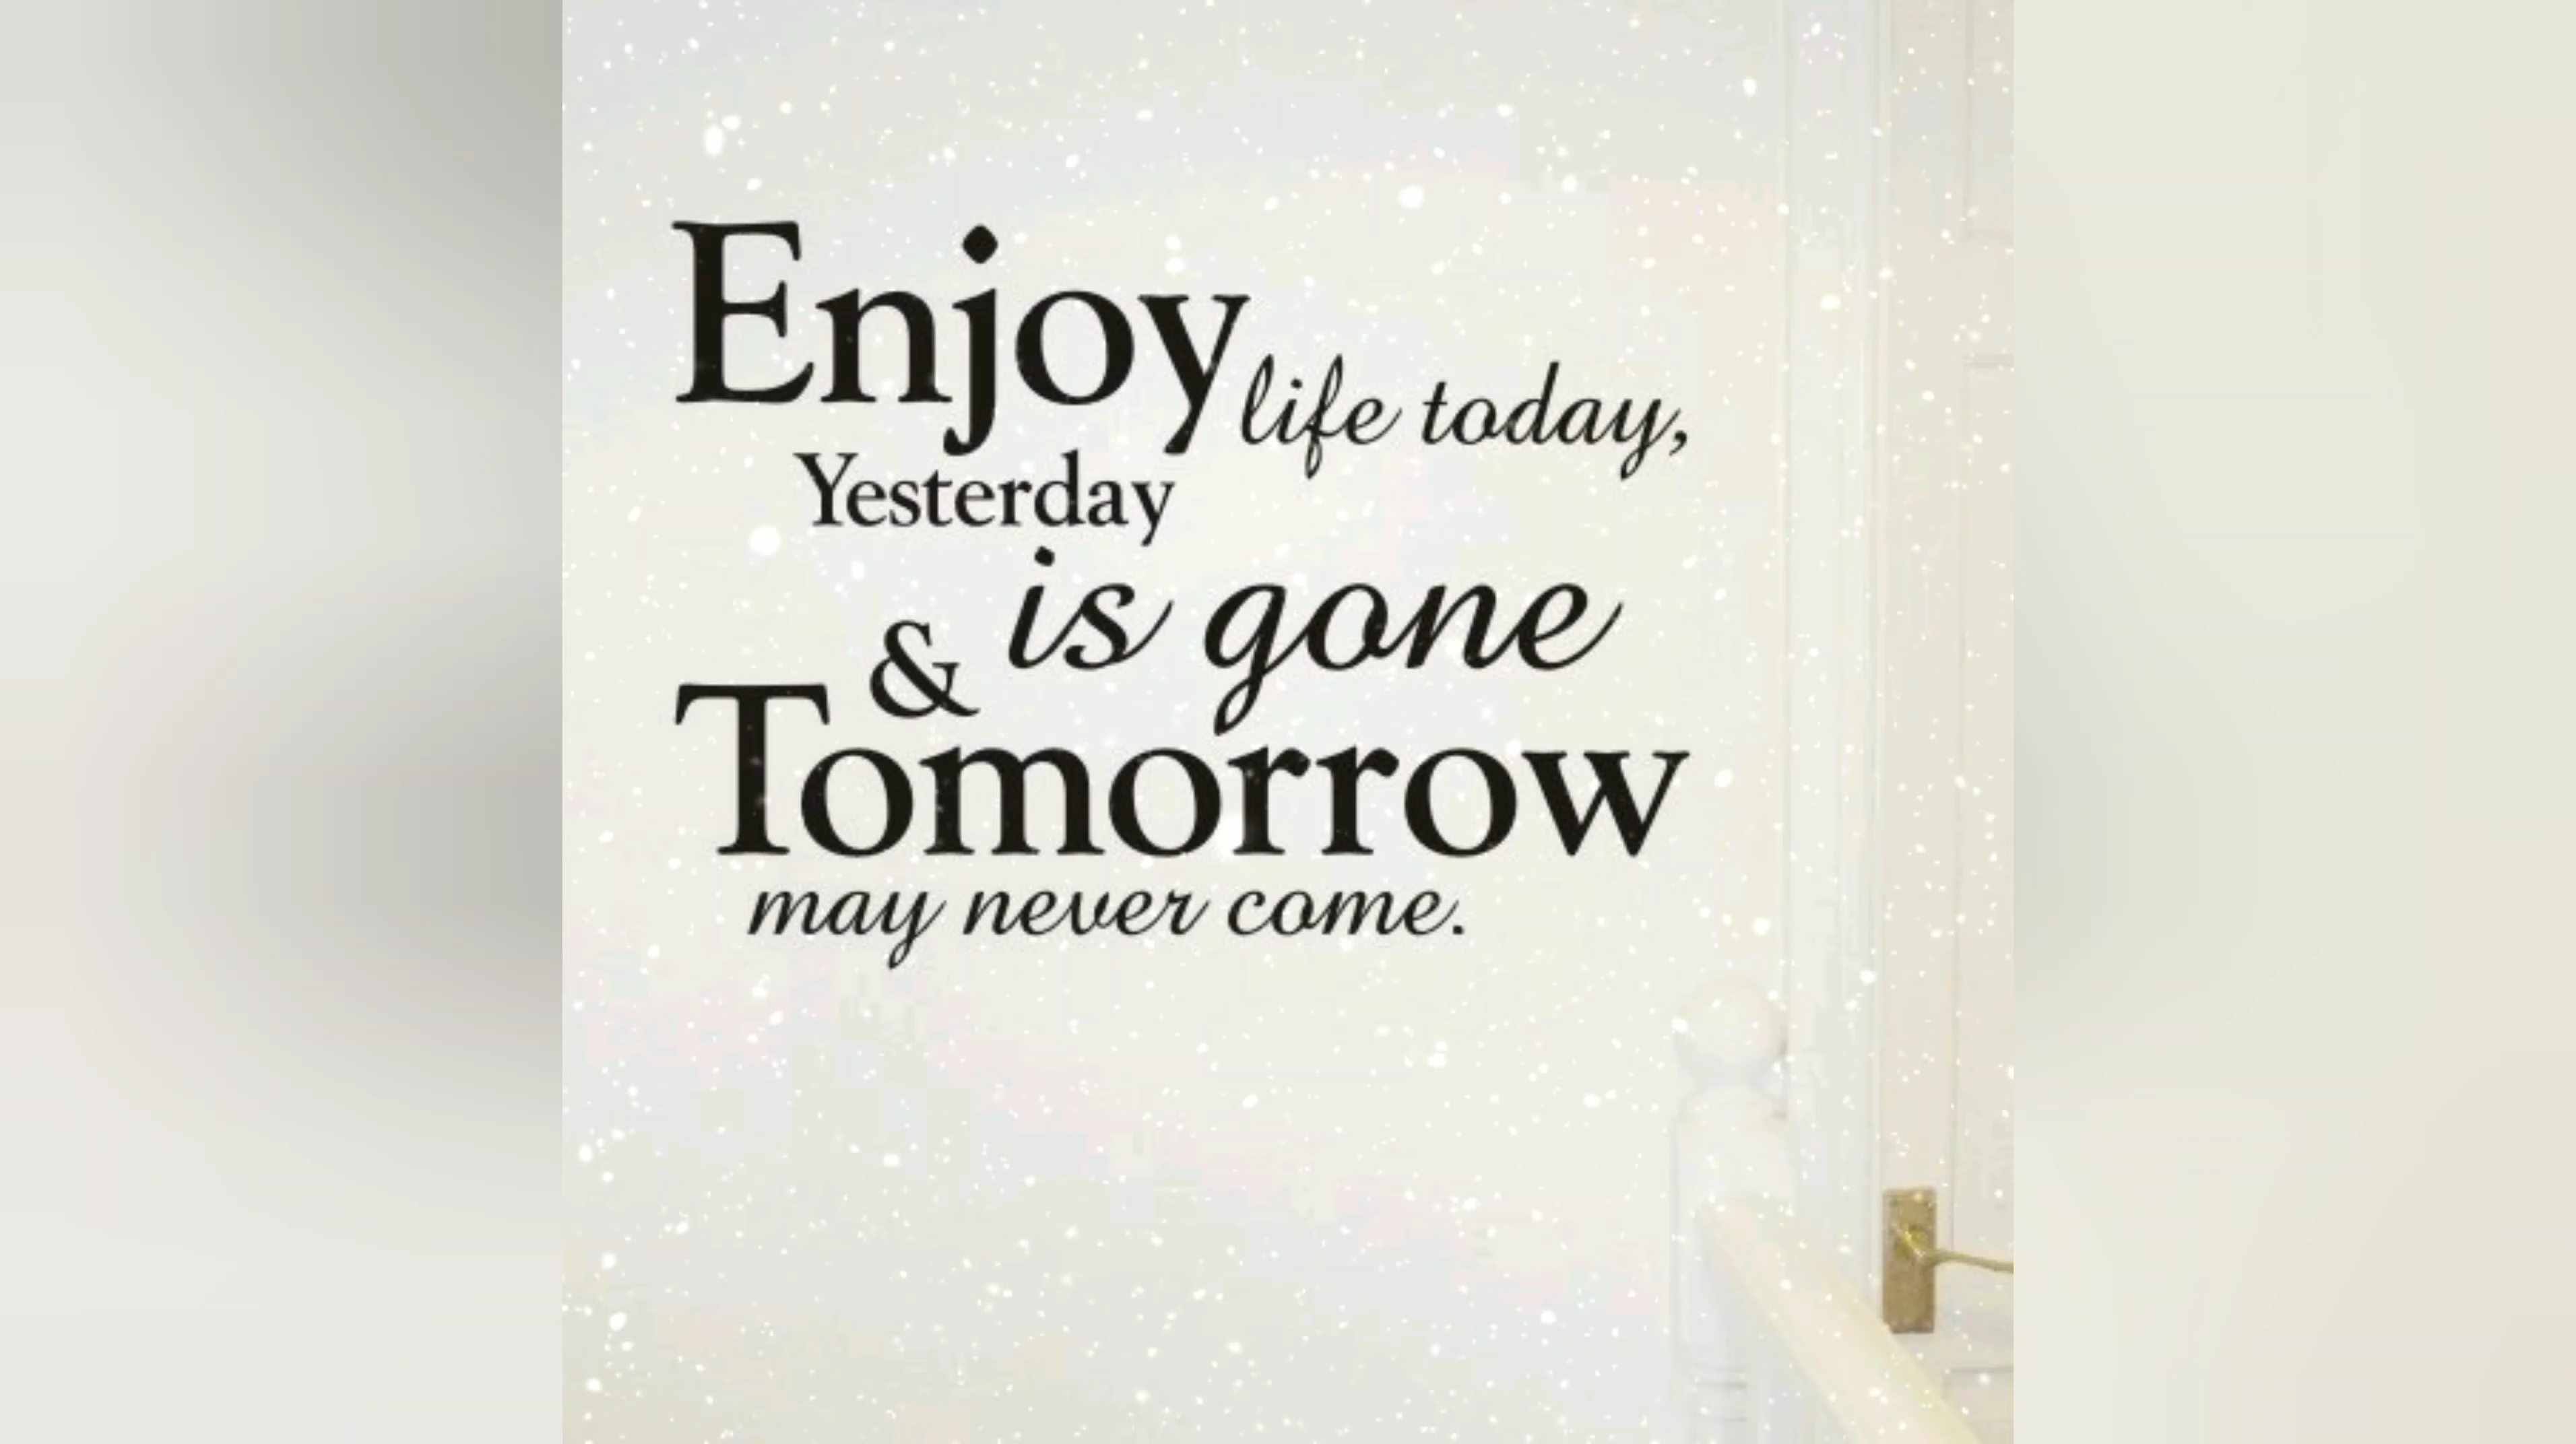 Enjoy life today,
Yesterday
is gone
&
Tomorrow
may never come.